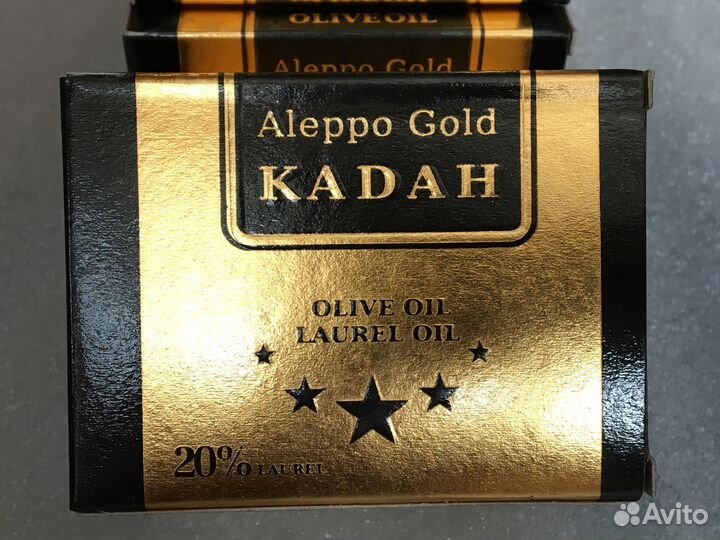 OLIVE OIL
Aleppo Gold
Aleppo Gold
KADAH
OLIVE OIL
LAUREL OIL
20% LAUREL
Avito